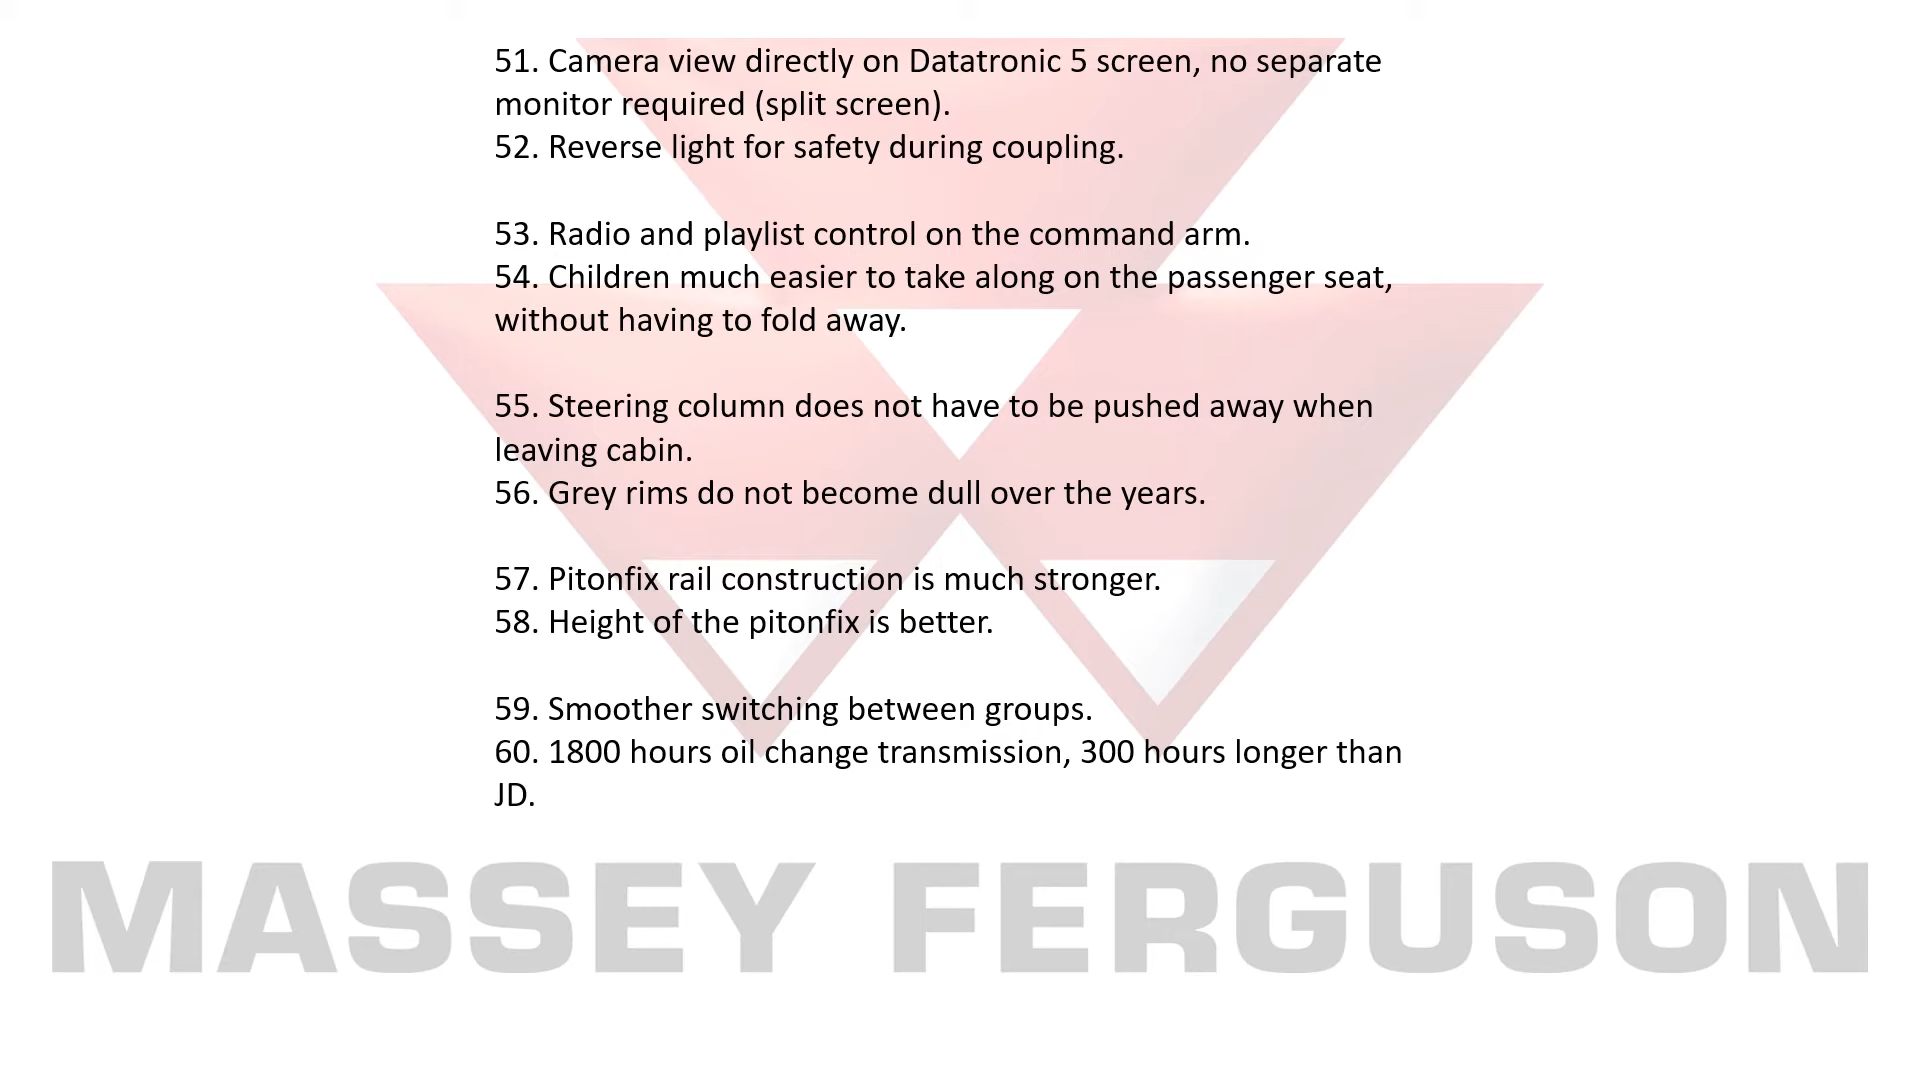 51. Camera view directly on Datatronic 5 screen, no separate
monitor required (split screen).
52. Reverse light for safety during coupling.
53. Radio and playlist control on the command arm.
54. Children much easier to take along on the passenger seat,
without having to fold away.
55. Steering column does not have to be pushed away when
leaving cabin.
56. Grey rims do not become dull over the years.
57. Pitonfix rail construction is much stronger.
58. Height of the pitonfix is better.
59. Smoother switching between groups.
60. 1800 hours oil change transmission, 300 hours longer than
JD.
MASSEY FERGUSON